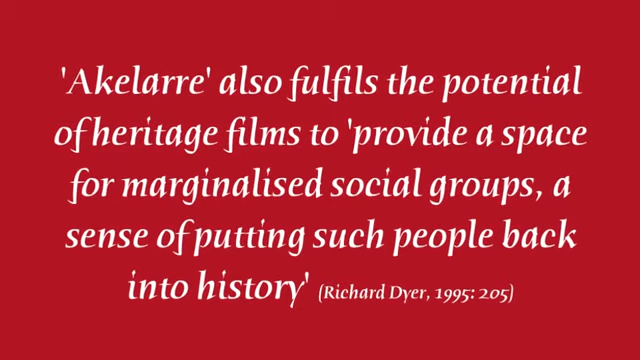 'Akelarre' also fulfils the potential
of heritage films to 'provide a space
for marginalised social groups, a
sense of putting such people back
into history' (Richard Dyer, 1995: 205)